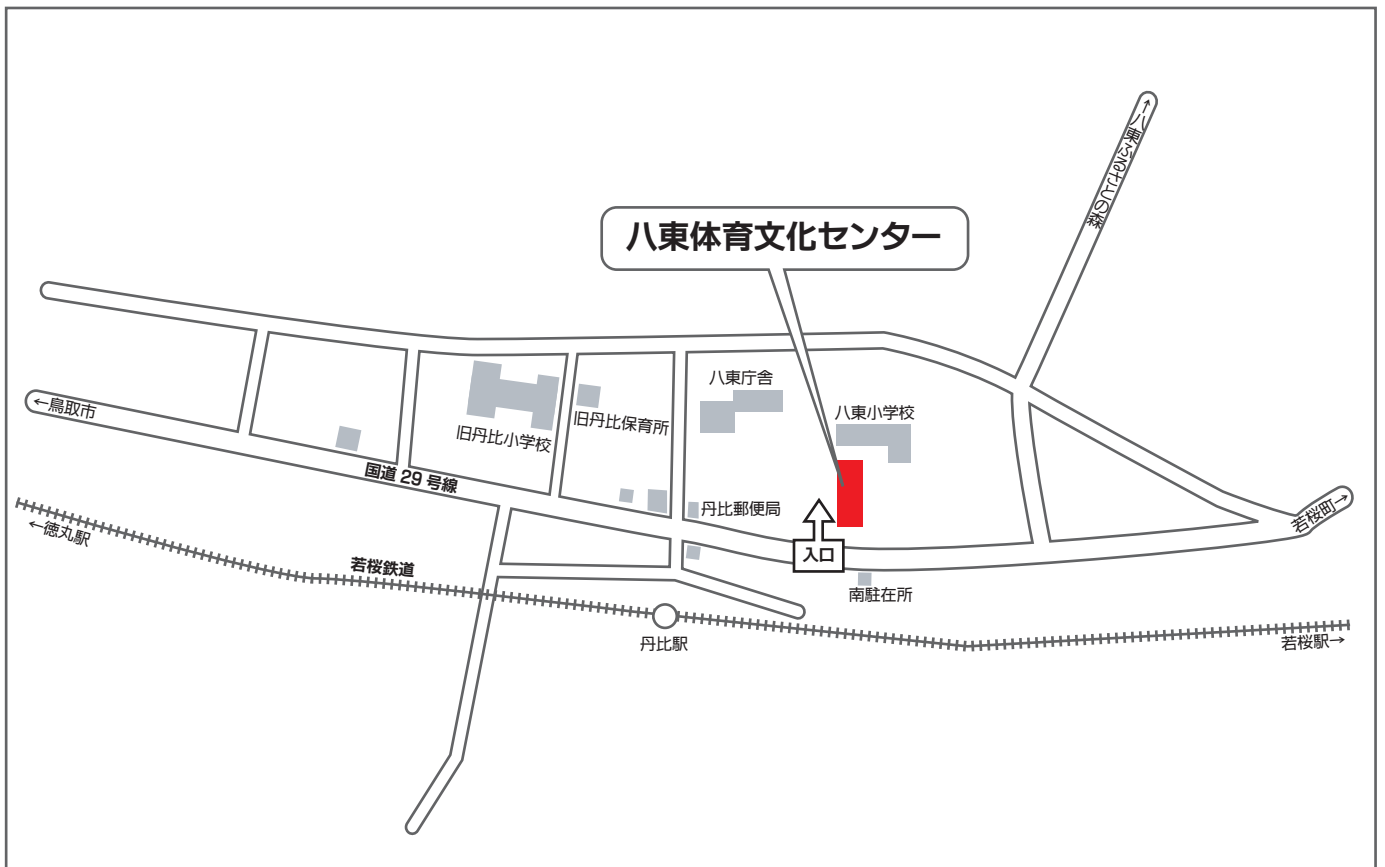 ←八東ふるさとの森
八東体育文化センター
八東庁舎
←鳥取市
八東小学校
旧丹比保育所
旧丹比小学校
国道 29 号線
若桜町→
丹比郵便局
←徳丸駅
入口
若桜鉄道
南駐在所
丹比駅
若桜駅→